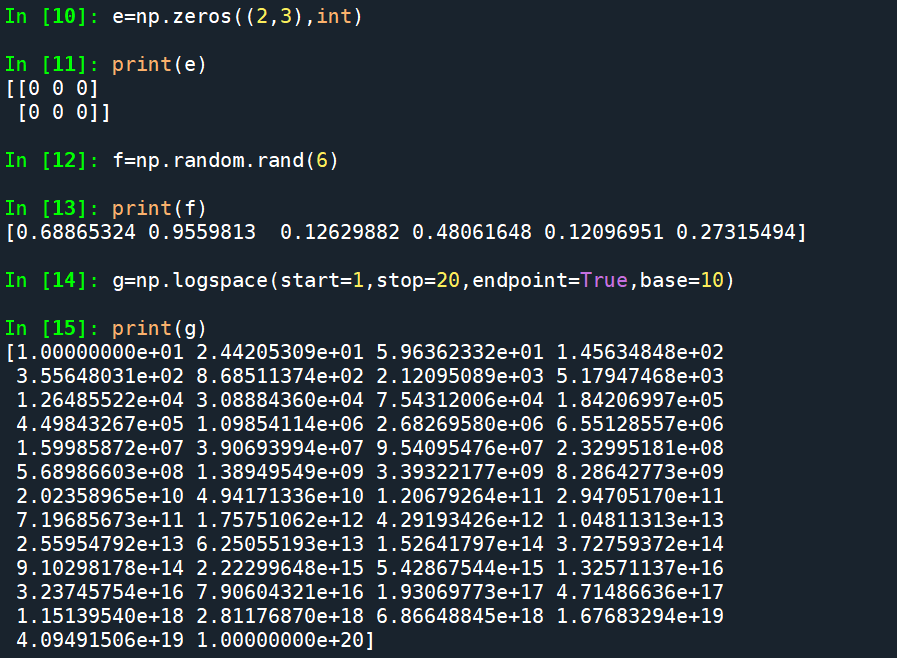 In [10]: e=np.zeros((2,3),int)
In [11]: print(e)
[[0 0 0]
 [0 0 0]]
In [12]: f=np.random.rand(6)
In [13]: print(f)
[0.68865324 0.9559813  0.12629882 0.48061648 0.12096951 0.27315494]
In [14]: g=np.logspace(start=1,stop=20,endpoint=True,base=10)
In [15]: print(g)
[1.00000000e+01 2.44205309e+01 5.96362332e+01 1.45634848e+02
 3.55648031e+02 8.68511374e+02 2.12095089e+03 5.17947468e+03
 1.26485522e+04 3.08884360e+04 7.54312006e+04 1.84206997e+05
 4.49843267e+05 1.09854114e+06 2.68269580e+06 6.55128557e+06
 1.59985872e+07 3.90693994e+07 9.54095476e+07 2.32995181e+08
 5.68986603e+08 1.38949549e+09 3.39322177e+09 8.28642773e+09
 2.02358965e+10 4.94171336e+10 1.20679264e+11 2.94705170e+11
 7.19685673e+11 1.75751062e+12 4.29193426e+12 1.04811313e+13
 2.55954792e+13 6.25055193e+13 1.52641797e+14 3.72759372e+14
 9.10298178e+14 2.22299648e+15 5.42867544e+15 1.32571137e+16
 3.23745754e+16 7.90604321e+16 1.93069773e+17 4.71486636e+17
 1.15139540e+18 2.81176870e+18 6.86648845e+18 1.67683294e+19
 4.09491506e+19 1.00000000e+20]